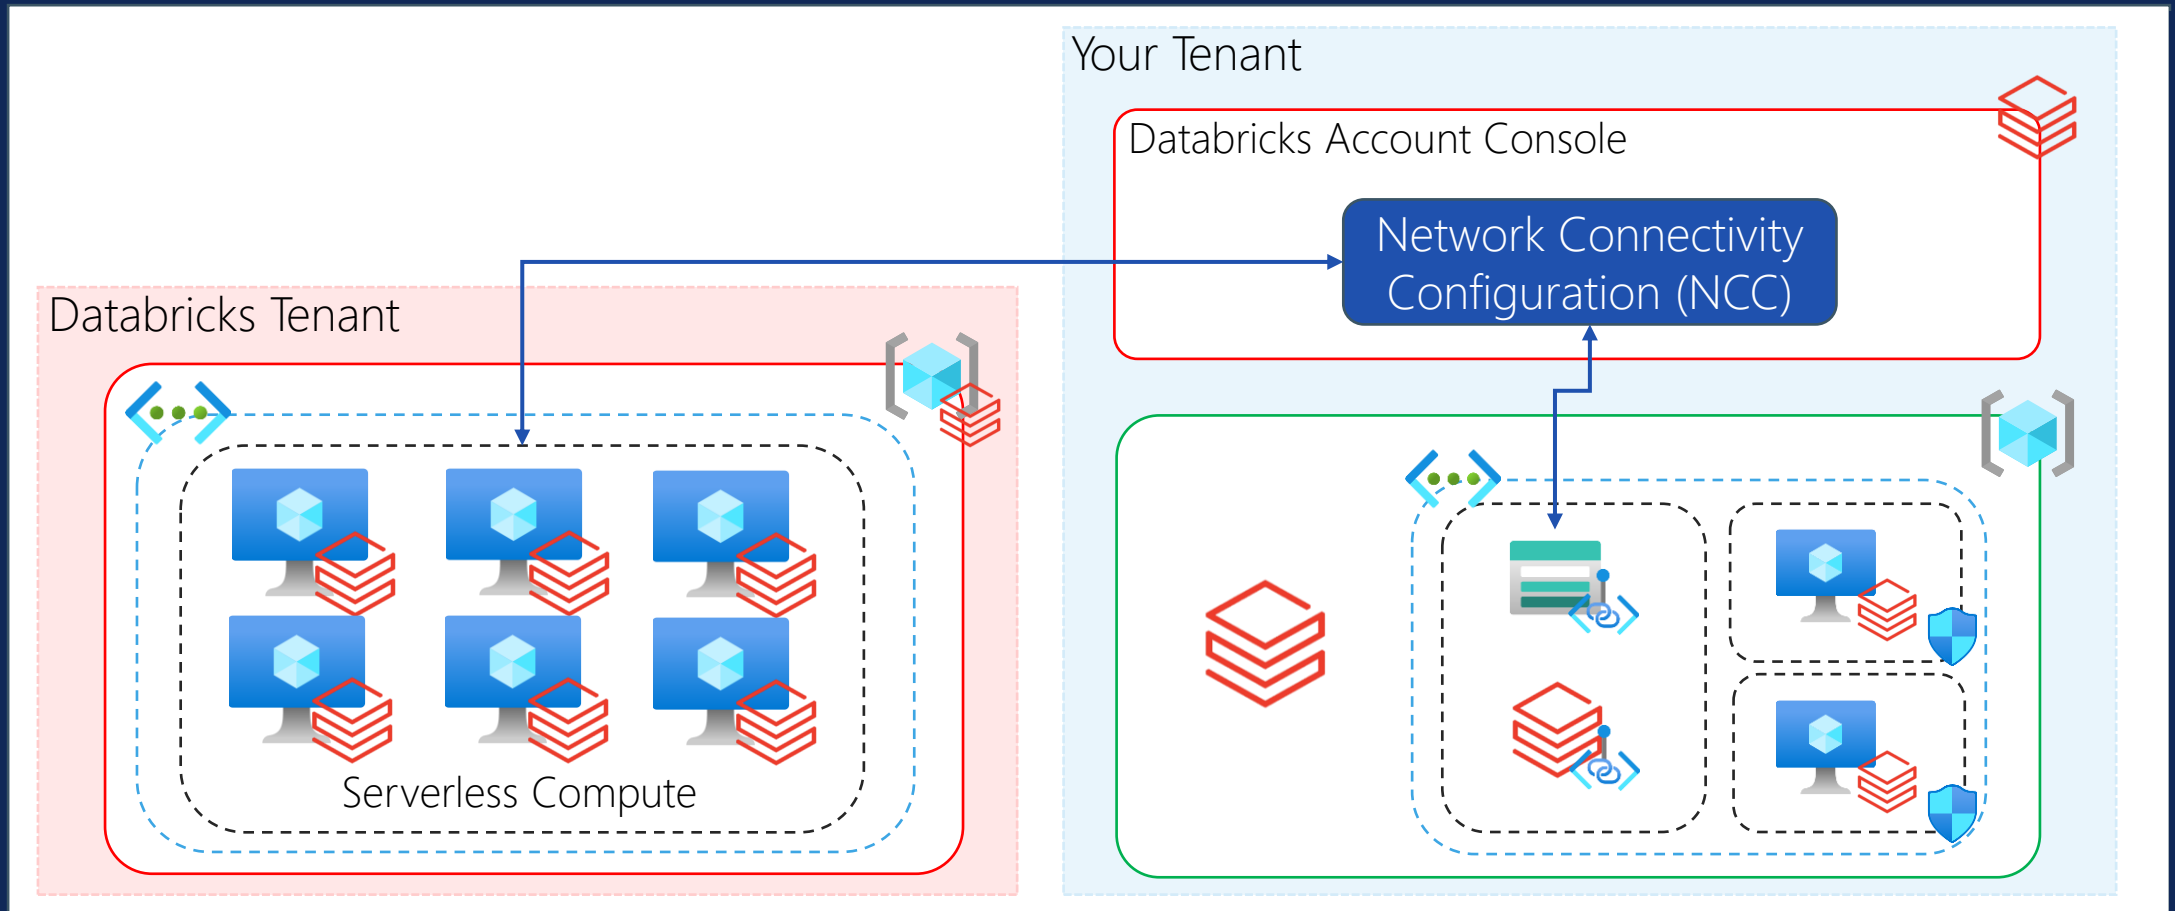 Your Tenant
Databricks Account Console
Network Connectivity
Configuration (NCC)
Databricks Tenant
Serverless Compute